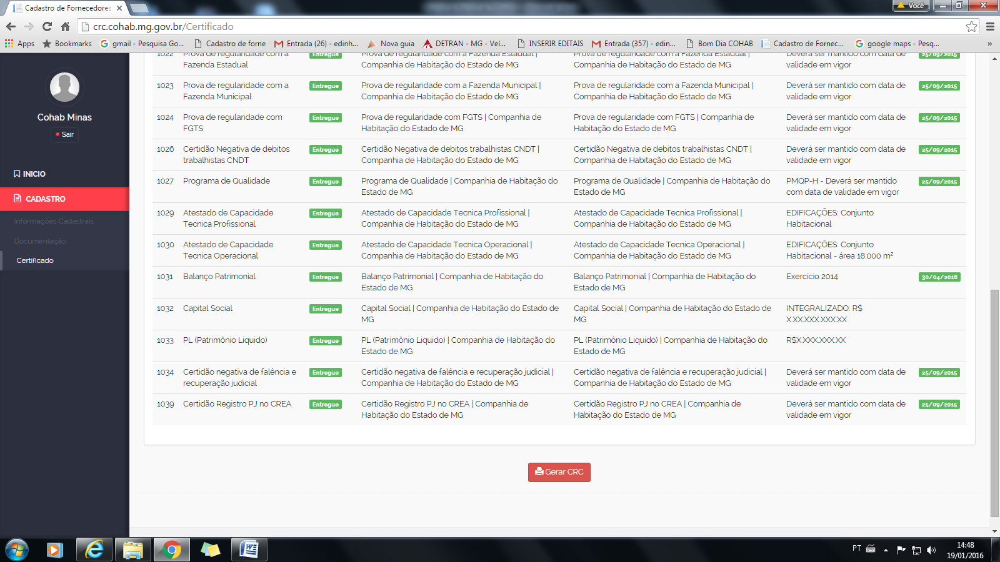 Cadastro de Fornecedores
Você
crc.cohab.mg.gov.br/Certificado
Apps
Bookmarks
gmail - Pesquisa Go...
Cadastro de forne
Entrada (26) - edinh...
Nova guia
DETRAN - MG - Veí...
INSERIR EDITAIS
Entrada (357) - edin...
Bom Dia COHAB
Cadastro de Fornec...
google maps - Pesq...
»
Cohab Minas
Sair
INICIO
CADASTRO
Informações Cadastrais
Documentação
Certificado
1022 Prova de regularidade com a Entregue Prova de regularidade com a Fazenda Estadual | Prova de regularidade com a Fazenda Estadual | Deverá ser mantido com data de 25/09/2015
Fazenda Estadual Companhia de Habitação do Estado de MG Companhia de Habitação do Estado de MG validade em vigor
1023 Prova de regularidade com a Entregue Prova de regularidade com a Fazenda Municipal | Prova de regularidade com a Fazenda Municipal | Deverá ser mantido com data de 25/09/2015
Fazenda Municipal Companhia de Habitação do Estado de MG Companhia de Habitação do Estado de MG validade em vigor
1024 Prova de regularidade com Entregue Prova de regularidade com FGTS | Companhia de Prova de regularidade com FGTS | Companhia de Deverá ser mantido com data de 25/09/2015
FGTS Habitação do Estado de MG Habitação do Estado de MG validade em vigor
1026 Certidão Negativa de debitos Entregue Certidão Negativa de debitos trabalhistas CNDT | Certidão Negativa de debitos trabalhistas CNDT | Deverá ser mantido com data de 25/09/2015
trabalhistas CNDT Companhia de Habitação do Estado de MG Companhia de Habitação do Estado de MG validade em vigor
1027 Programa de Qualidade Entregue Programa de Qualidade | Companhia de Habitação do Programa de Qualidade | Companhia de Habitação do PMQP-H - Deverá ser mantido 25/09/2015
Estado de MG Estado de MG com data de validade em vigor
1029 Atestado de Capacidade Entregue Atestado de Capacidade Tecnica Profissional | Atestado de Capacidade Tecnica Profissional | EDIFICAÇÕES: Conjunto
Tecnica Profissional Companhia de Habitação do Estado de MG Companhia de Habitação do Estado de MG Habitacional
1030 Atestado de Capacidade Entregue Atestado de Capacidade Tecnica Operacional | Atestado de Capacidade Tecnica Operacional | EDIFICAÇÕES: Conjunto
Tecnica Operacional Companhia de Habitação do Estado de MG Companhia de Habitação do Estado de MG Habitacional - área 18.000 m²
1031 Balanço Patrimonial Entregue Balanço Patrimonial | Companhia de Habitação do Balanço Patrimonial | Companhia de Habitação do Exercício 2014 30/04/2016
Estado de MG Estado de MG
1032 Capital Social Entregue Capital Social | Companhia de Habitação do Estado de Capital Social | Companhia de Habitação do Estado de INTEGRALIZADO: R$
MG MG X.XX.XXX.XXX.XX
1033 PL (Patrimônio Liquido) Entregue PL (Patrimônio Liquido) | Companhia de Habitação do PL (Patrimônio Liquido) | Companhia de Habitação do R$X.XXX.XXX.XX
Estado de MG Estado de MG
1034 Certidão negativa de falência e Entregue Certidão negativa de falência e recuperação judicial | Certidão negativa de falência e recuperação judicial | Deverá ser mantido com data de 25/09/2015
recuperação judicial Companhia de Habitação do Estado de MG Companhia de Habitação do Estado de MG validade em vigor
1039 Certidão Registro PJ no CREA Entregue Certidão Registro PJ no CREA | Companhia de Certidão Registro PJ no CREA | Companhia de Deverá ser mantido com data de 25/09/2015
Habitação do Estado de MG Habitação do Estado de MG validade em vigor
Gerar CRC
PT
14:48
19/01/2016